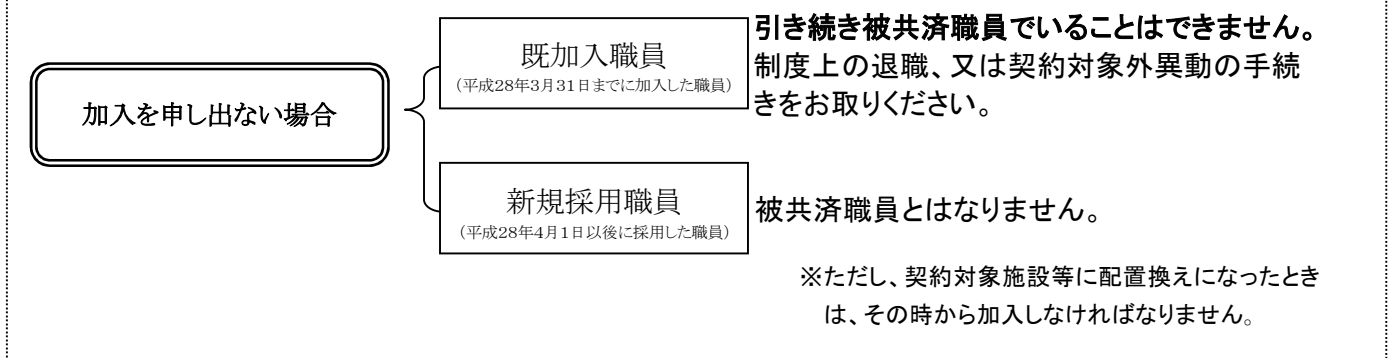 加入を申し出ない場合
既加入職員
（平成28年3月31日までに加入した職員）
引き続き被共済職員でいることはできません。
制度上の退職、又は契約対象外異動の手続
きをお取りください。
新規採用職員
（平成28年4月1日以後に採用した職員）
被共済職員とはなりません。
※ただし、契約対象施設等に配置換えになったとき
は、その時から加入しなければなりません。